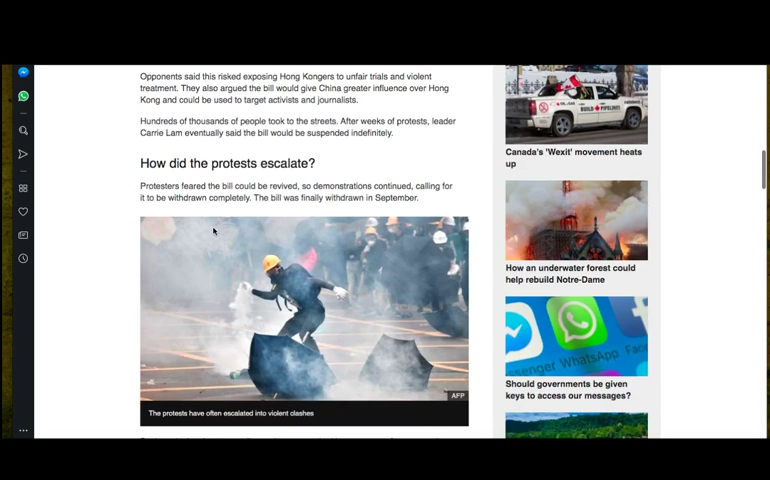 Opponents said this risked exposing Hong Kongers to unfair trials and violent
treatment. They also argued the bill would give China greater influence over Hong
Kong and could be used to target activists and journalists.
Hundreds of thousands of people took to the streets. After weeks of protests, leader
Carrie Lam eventually said the bill would be suspended indefinitely.
How did the protests escalate?
Protesters feared the bill could be revived, so demonstrations continued, calling for
it to be withdrawn completely. The bill was finally withdrawn in September.
AFP
The protests have often escalated into violent clashes
BUILD PIPELINES
Canada's 'Wexit' movement heats
up
How an underwater forest could
help rebuild Notre-Dame
senger
WhatsApp
Fac
Should governments be given
keys to access our messages?